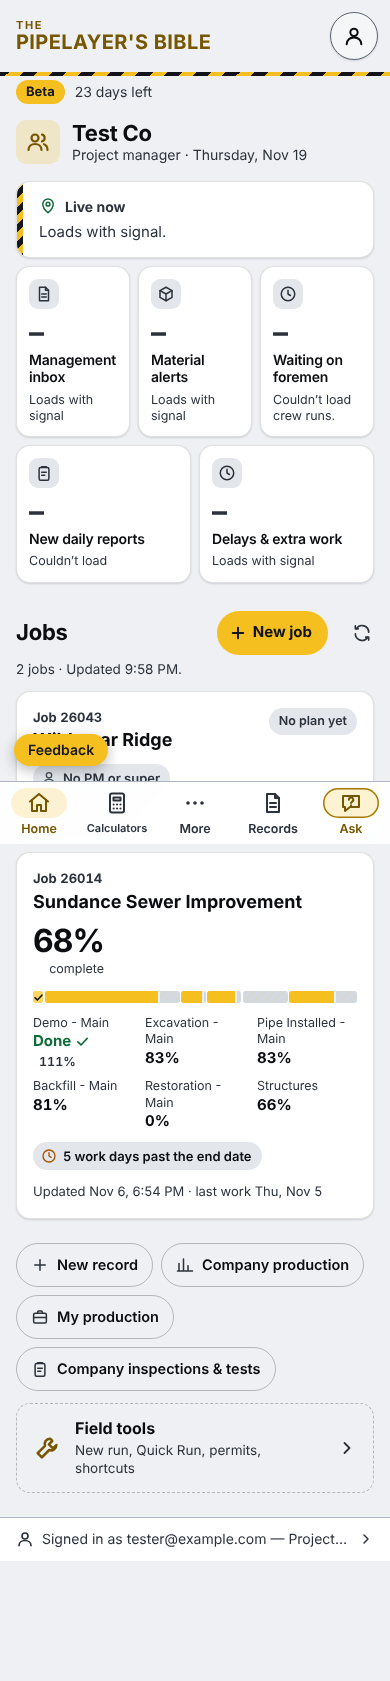 THE
PIPELAYER'S BIBLE
Beta 23 days left
Test Co
Project manager · Thursday, Nov 19
Live now
Loads with signal.
–
Management
inbox
Loads with
signal
–
Material
alerts
Loads with
signal
–
Waiting on
foremen
Couldn’t load
crew runs.
–
New daily reports
Couldn’t load
–
Delays & extra work
Loads with signal
Jobs
New job
2 jobs · Updated 9:58 PM.
Job 26043
No plan yet
Ridge
Feedback
No PM or super
Home
Calculators
More
Records
Ask
Job 26014
Sundance Sewer Improvement
68%
complete
Demo - Main
Done
111%
Excavation -
Main
83%
Pipe Installed -
Main
83%
Backfill - Main
81%
Restoration -
Main
0%
Structures
66%
5 work days past the end date
Updated Nov 6, 6:54 PM · last work Thu, Nov 5
New record
Company production
My production
Company inspections & tests
Field tools
New run, Quick Run, permits,
shortcuts
Signed in as tester@example.com — Project...